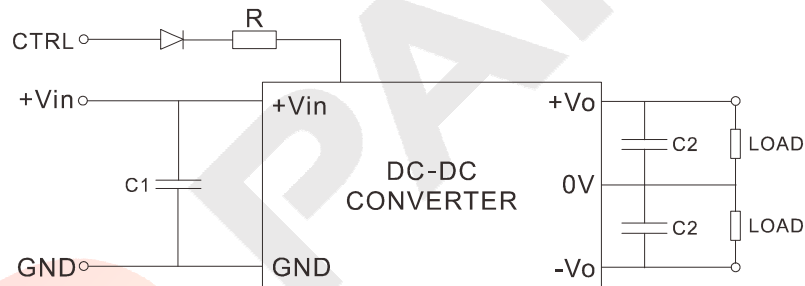 R
CTRL
+Vin
+Vin
+Vo
C2
LOAD
C1
DC-DC
CONVERTER
0V
C2
LOAD
GND
GND
-Vo